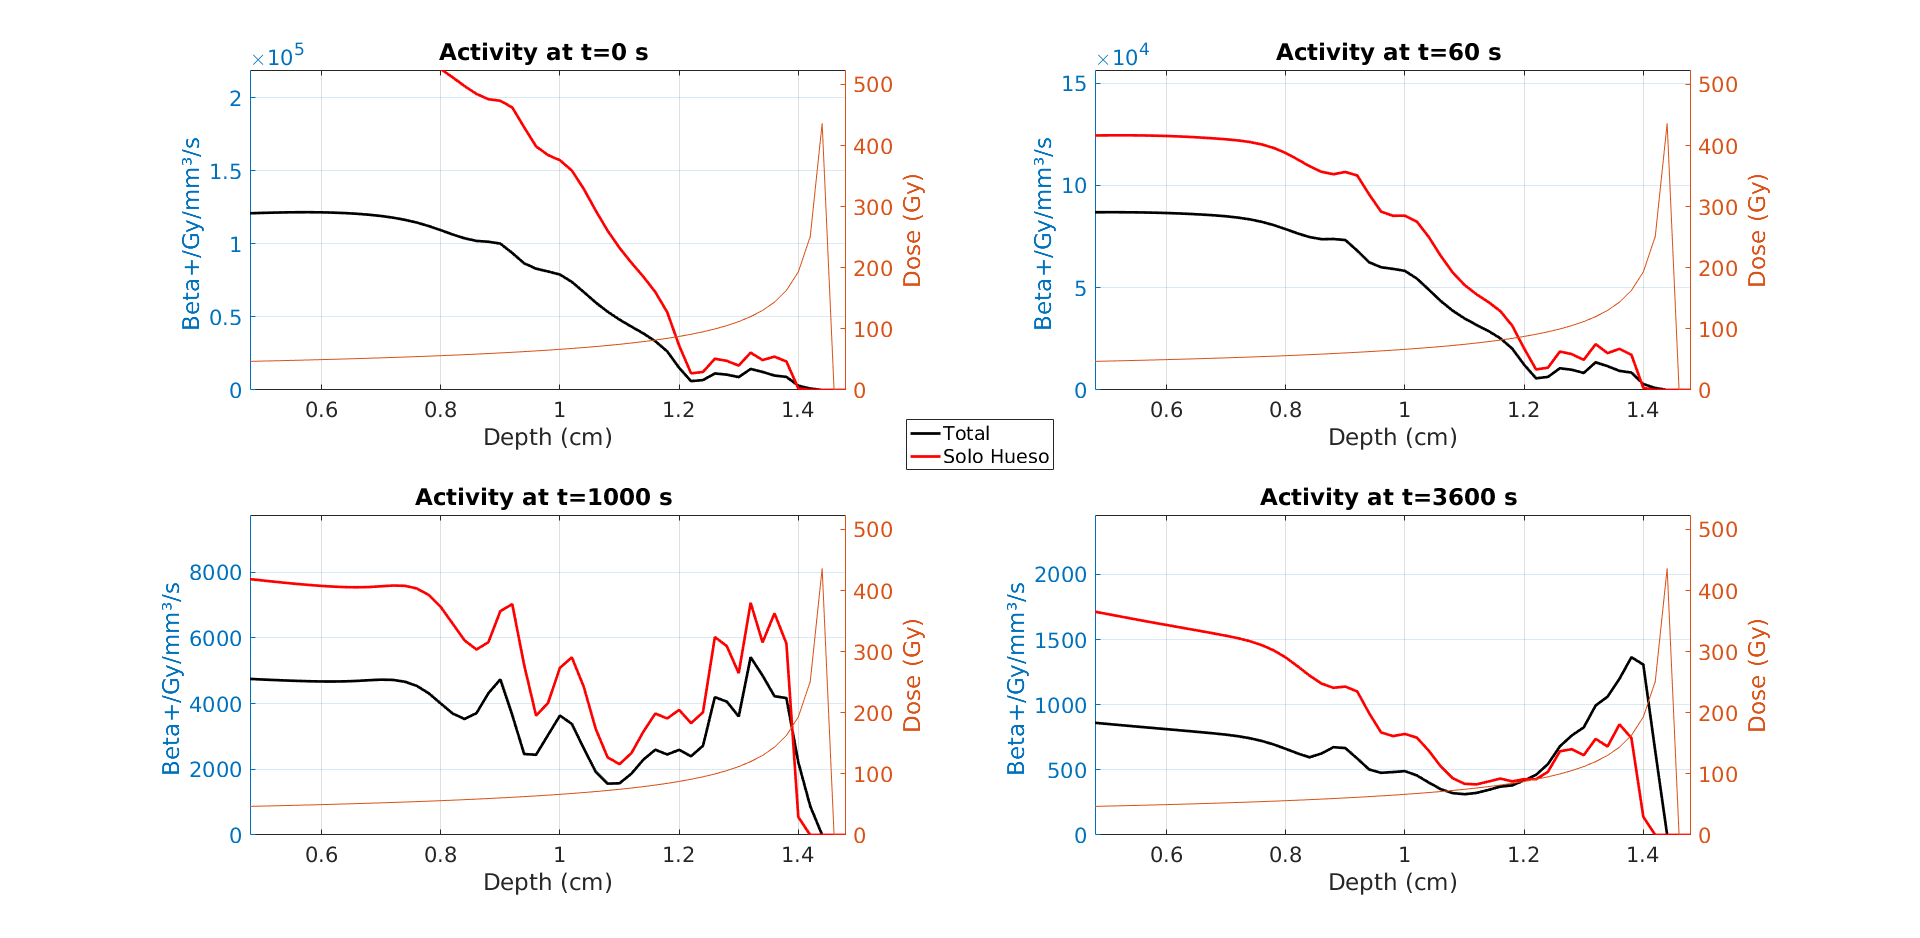 Activity at t=0 s
×10⁵
2
1.5
1
0.5
0
Beta+/Gy/mm³/s
500
400
300
200
100
0
Dose (Gy)
0.6 0.8 1 1.2 1.4
Depth (cm)
Activity at t=60 s
×10⁴
15
10
5
0
Beta+/Gy/mm³/s
500
400
300
200
100
0
Dose (Gy)
0.6 0.8 1 1.2 1.4
Depth (cm)
Total
Solo Hueso
Activity at t=1000 s
8000
6000
4000
2000
0
Beta+/Gy/mm³/s
500
400
300
200
100
0
Dose (Gy)
0.6 0.8 1 1.2 1.4
Depth (cm)
Activity at t=3600 s
2000
1500
1000
500
0
Beta+/Gy/mm³/s
500
400
300
200
100
0
Dose (Gy)
0.6 0.8 1 1.2 1.4
Depth (cm)